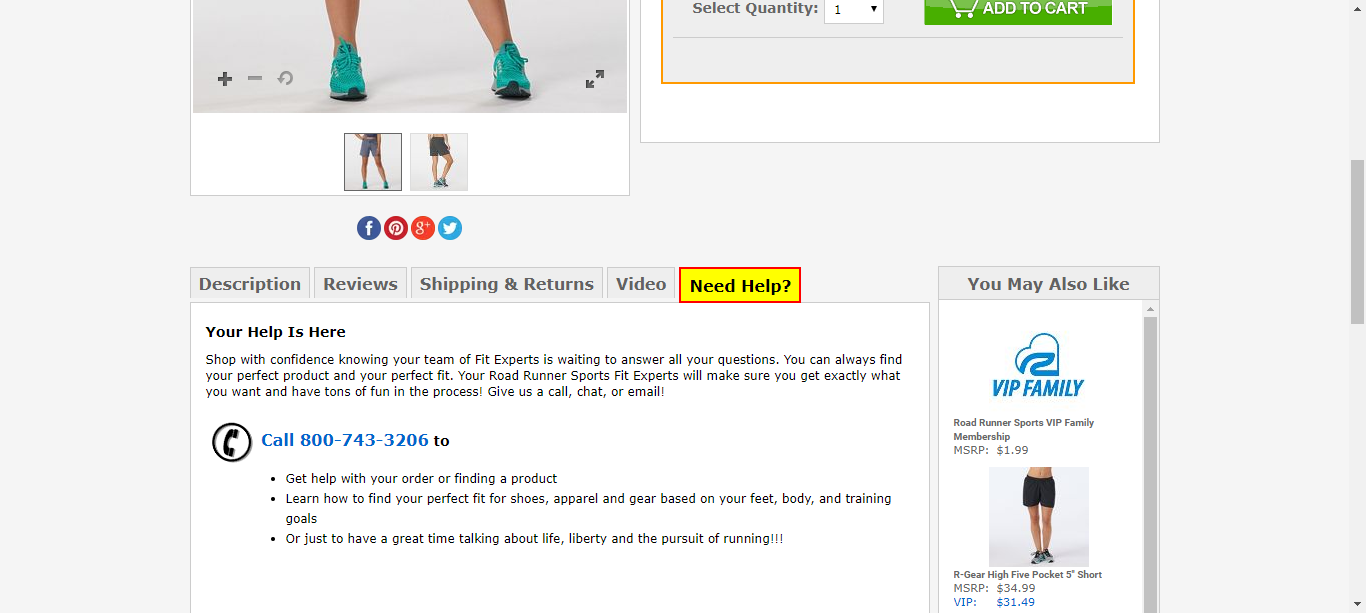 Select Quantity: 1
ADD TO CART
f
g+
Description
Reviews
Shipping & Returns
Video
Need Help?
Your Help Is Here
Shop with confidence knowing your team of Fit Experts is waiting to answer all your questions. You can always find
your perfect product and your perfect fit. Your Road Runner Sports Fit Experts will make sure you get exactly what
you want and have tons of fun in the process! Give us a call, chat, or email!
Call 800-743-3206 to
Get help with your order or finding a product
Learn how to find your perfect fit for shoes, apparel and gear based on your feet, body, and training
goals
Or just to have a great time talking about life, liberty and the pursuit of running!!!
You May Also Like
VIP FAMILY
Road Runner Sports VIP Family
Membership
MSRP: $1.99
R-Gear High Five Pocket 5" Short
MSRP: $34.99
VIP: $31.49